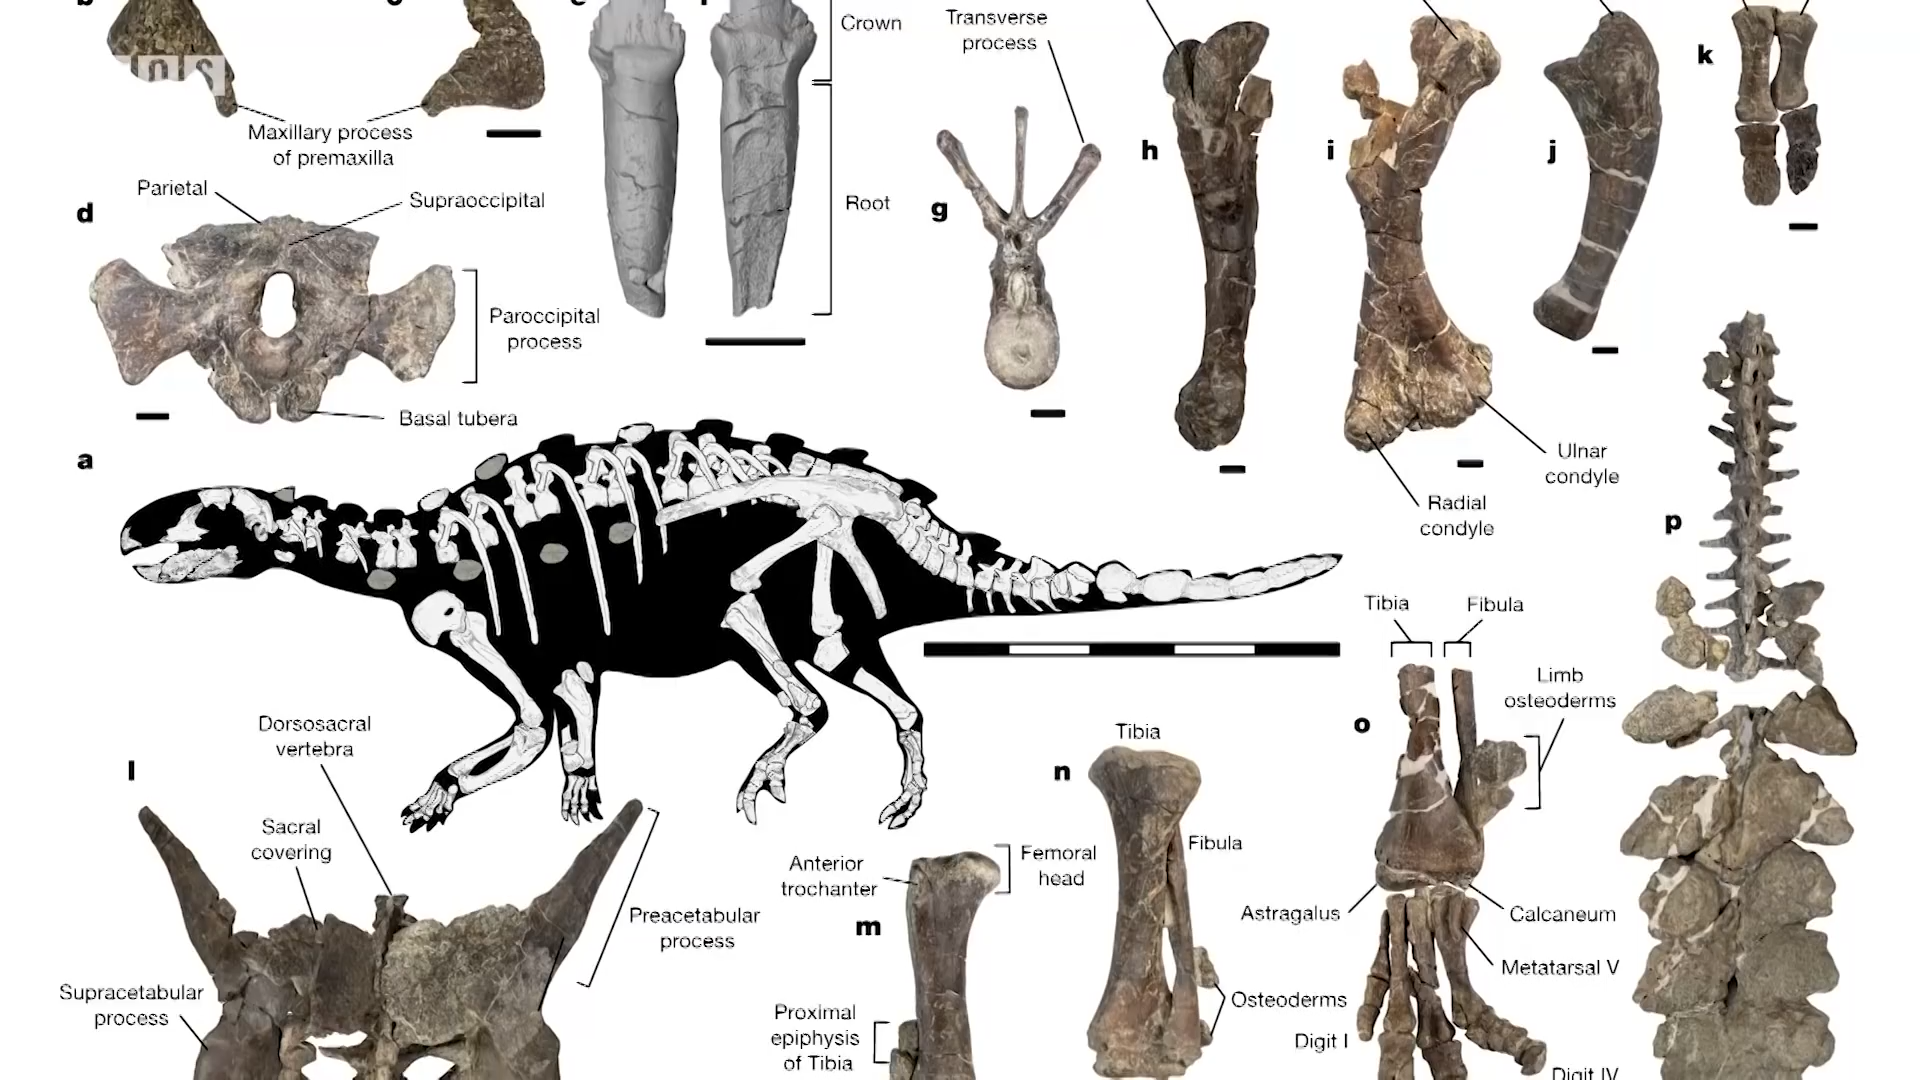 Crown
Transverse
process
k
Maxillary process
of premaxilla
h
i
j
Parietal
Supraoccipital
Root
d
g
Paroccipital
process
Basal tubera
a
Ulnar
condyle
Radial
condyle
p
Tibia
Fibula
Limb
osteoderms
Dorsosacral
vertebra
o
Tibia
l
n
Sacral
covering
Fibula
Anterior
trochanter
Femoral
head
Preacetabular
process
m
Astragalus
Calcaneum
Metatarsal V
Supracetabular
process
Osteoderms
Proximal
epiphysis
of Tibia
Digit I
Digit IV